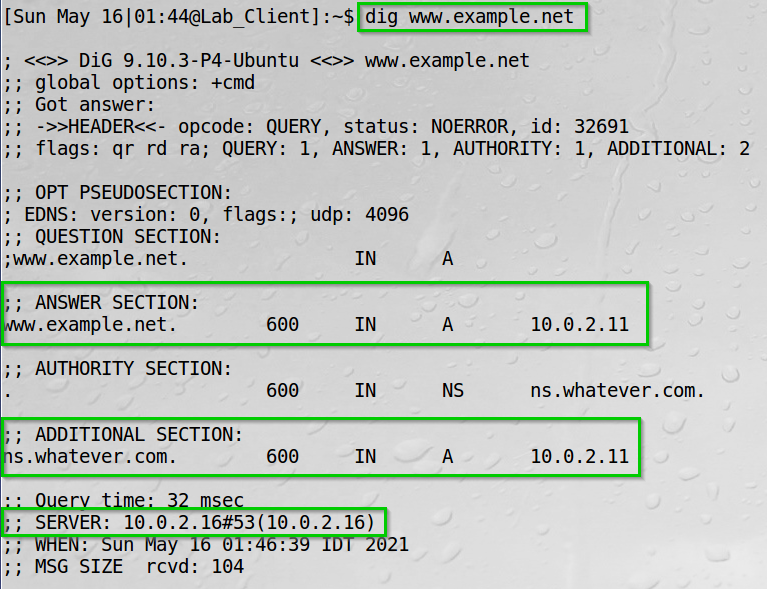 [Sun May 16|01:44@Lab_Client]:~$ dig www.example.net
; <<>> DiG 9.10.3-P4-Ubuntu <<>> www.example.net
;; global options: +cmd
;; Got answer:
;; ->>HEADER<<- opcode: QUERY, status: NOERROR, id: 32691
;; flags: qr rd ra; QUERY: 1, ANSWER: 1, AUTHORITY: 1, ADDITIONAL: 2
;; OPT PSEUDOSECTION:
; EDNS: version: 0, flags:; udp: 4096
;; QUESTION SECTION:
;www.example.net. IN A
;; ANSWER SECTION:
www.example.net. 600 IN A 10.0.2.11
;; AUTHORITY SECTION:
. 600 IN NS ns.whatever.com.
;; ADDITIONAL SECTION:
ns.whatever.com. 600 IN A 10.0.2.11
;; Query time: 32 msec
;; SERVER: 10.0.2.16#53(10.0.2.16)
;; WHEN: Sun May 16 01:46:39 IDT 2021
;; MSG SIZE rcvd: 104